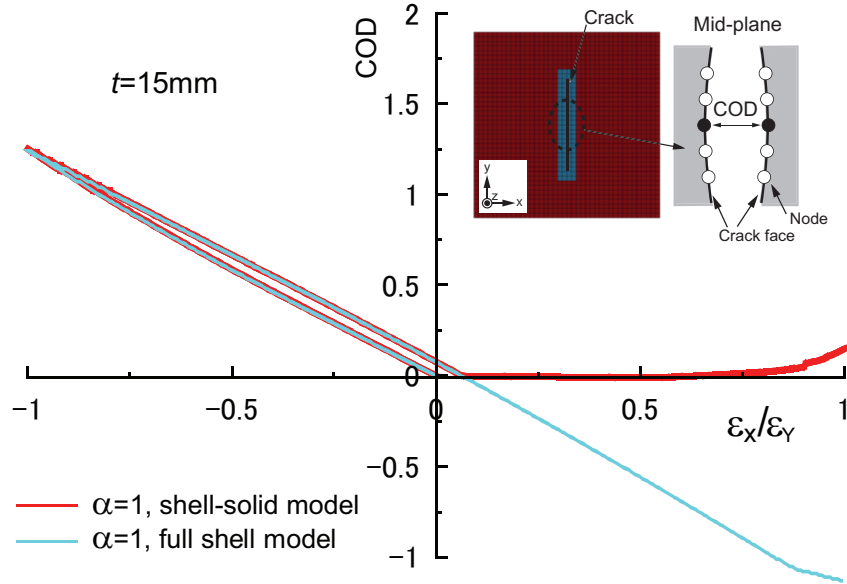 2
COD
Crack
Mid-plane
t=15mm
1.5
COD
y
z
x
1
Node
Crack face
0.5
0
−1
−0.5
0
0.5
1
εX/εY
−0.5
α=1, shell-solid model
α=1, full shell model
−1